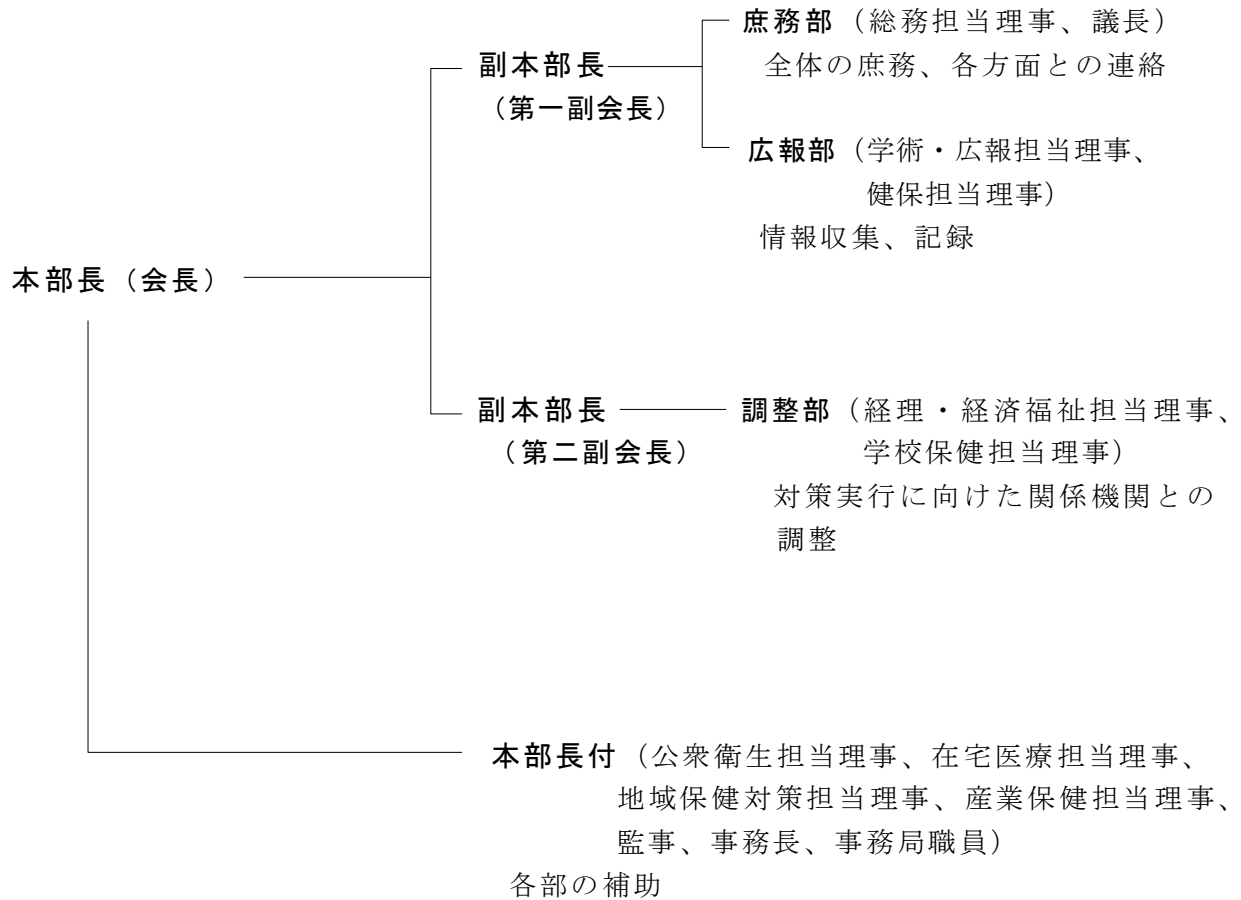 庶務部（総務担当理事、議長）
全体の庶務、各方面との連絡
副本部長
（第一副会長）
広報部（学術・広報担当理事、
健保担当理事）
情報収集、記録
本部長（会長）
副本部長
（第二副会長）
調整部（経理・経済福祉担当理事、
学校保健担当理事）
対策実行に向けた関係機関との
調整
本部長付（公衆衛生担当理事、在宅医療担当理事、
地域保健対策担当理事、産業保健担当理事、
監事、事務長、事務局職員）
各部の補助